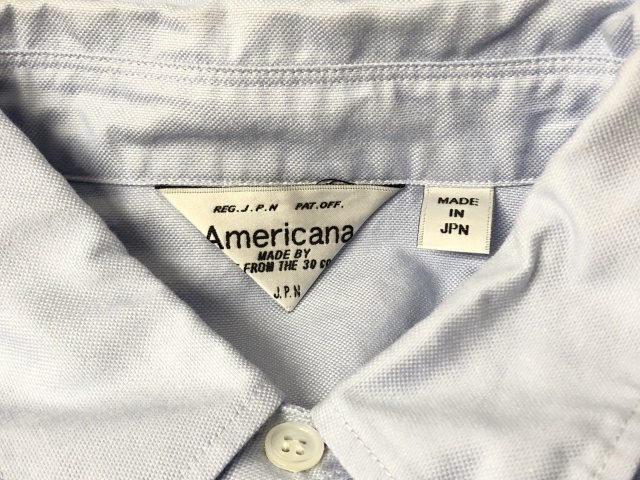 REG. J.P.N PAT.OFF.
Americana
MADE BY
FROM THE 30
J.P.N
MADE
IN
JPN